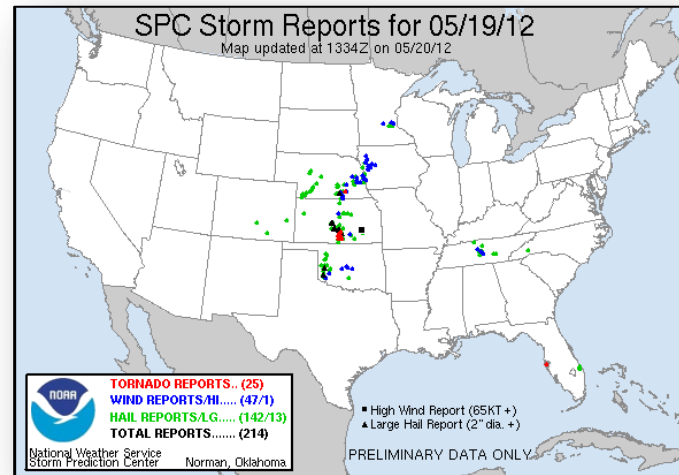 SPC Storm Reports for 05/19/12
Map updated at 1334Z on 05/20/12
NOAA
TORNADO REPORTS.. (25)
WIND REPORTS/HI..... (47/1)
HAIL REPORTS/LG..... (142/13)
TOTAL REPORTS....... (214)
National Weather Service
Storm Prediction Center Norman, Oklahoma
High Wind Report (65KT +)
Large Hail Report (2" dia. +)
PRELIMINARY DATA ONLY